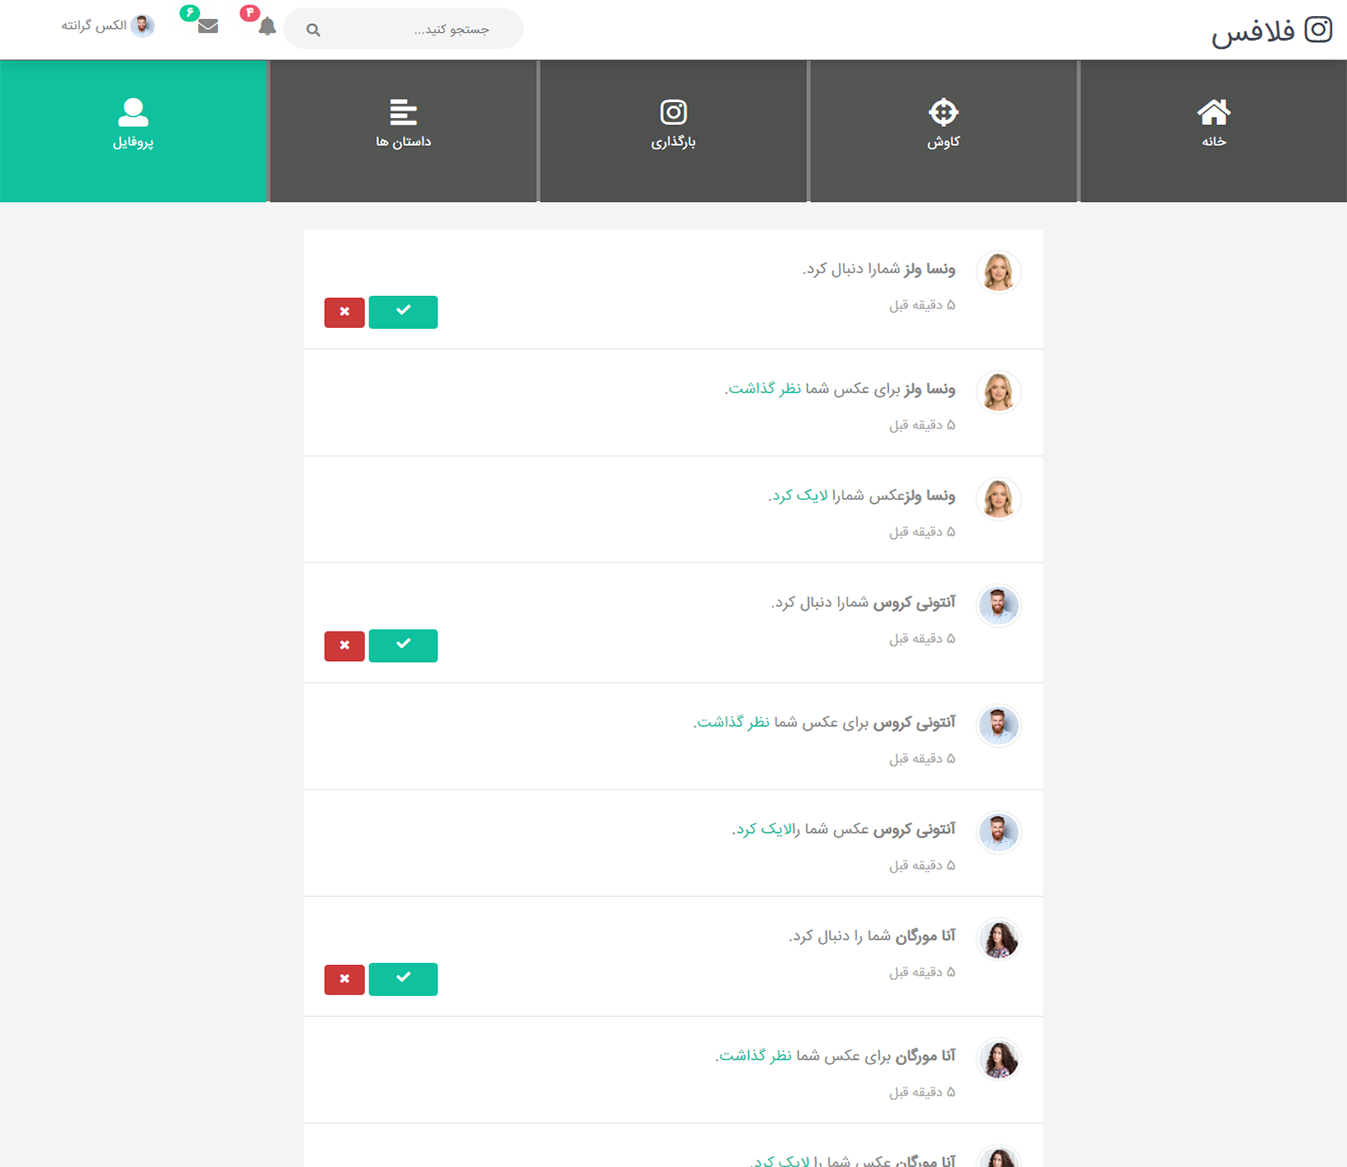 فلافس
جستجو کنید...
۴
۶
الکس گرانته
خانه
کاوش
بارگذاری
داستان ها
پروفایل
ونسا ولز شمارا دنبال کرد.
۵ دقیقه قبل
ونسا ولز برای عکس شما نظر گذاشت.
۵ دقیقه قبل
ونسا ولزعکس شمارا لایک کرد.
۵ دقیقه قبل
آنتونی کروس شمارا دنبال کرد.
۵ دقیقه قبل
آنتونی کروس برای عکس شما نظر گذاشت.
۵ دقیقه قبل
آنتونی کروس عکس شما رالایک کرد.
۵ دقیقه قبل
آنا مورگان شما را دنبال کرد.
۵ دقیقه قبل
آنا مورگان برای عکس شما نظر گذاشت.
۵ دقیقه قبل
آنا مورگان عکس شما را لایک کرد.